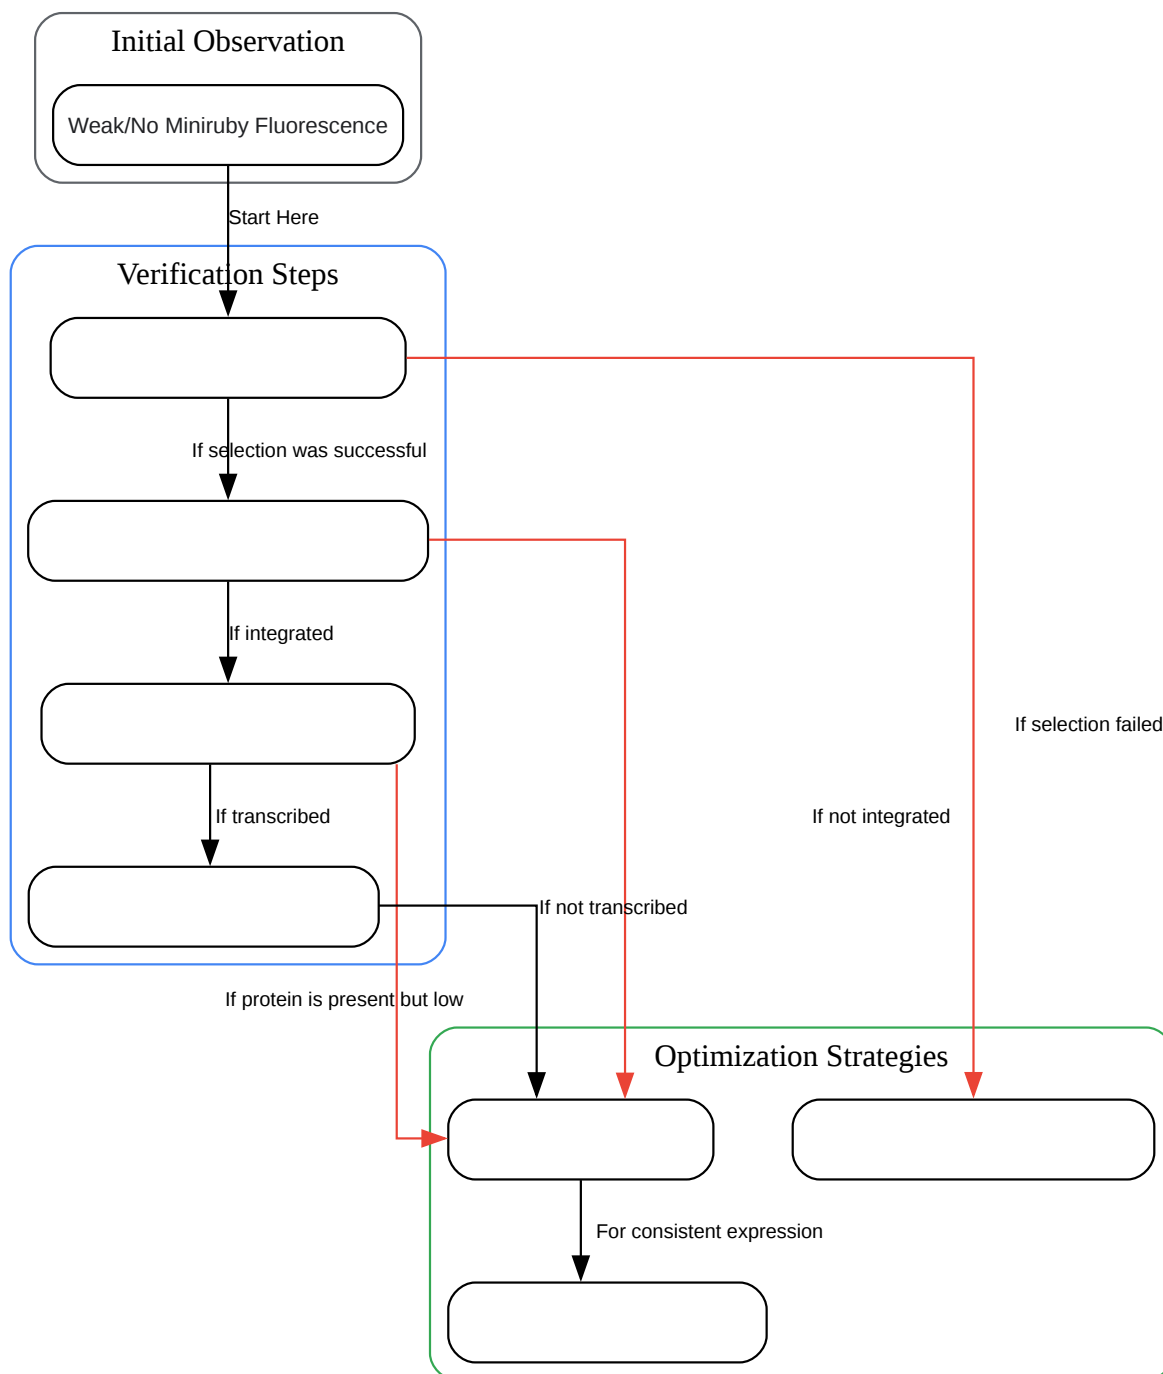 Initial Observation
Weak/No Miniruby Fluorescence
Start Here
Verification Steps
If selection was successful
If integrated
If selection failed
If transcribed
If not integrated
If not transcribed
If protein is present but low
Optimization Strategies
For consistent expression